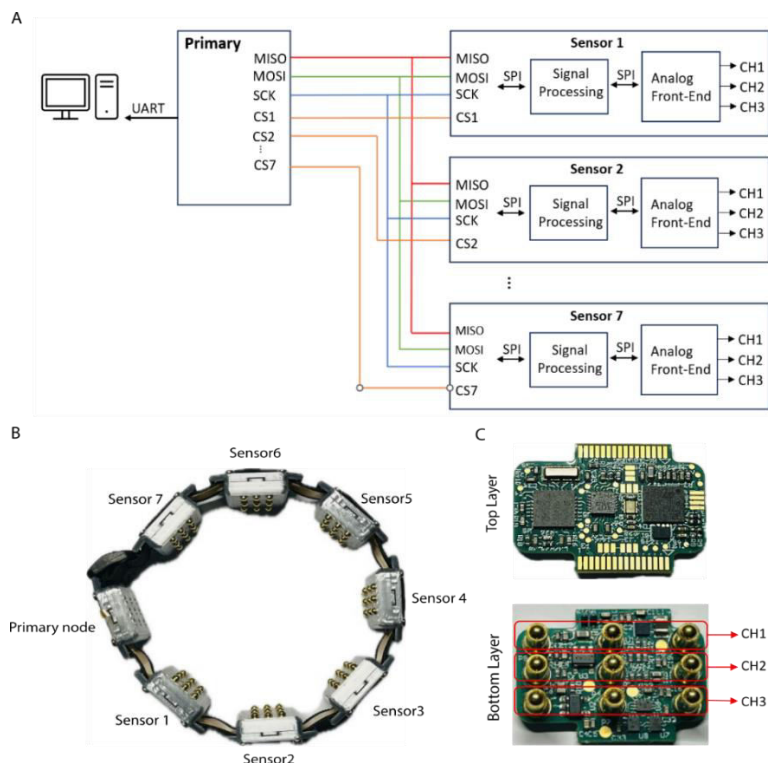 A
Primary
MISO
MOSI
SCK
CS1
CS2
⋮
CS7
UART
Sensor 1
MISO
MOSI
SCK
CS1
SPI
Signal
Processing
SPI
Analog
Front-End
CH1
CH2
CH3
Sensor 2
MISO
MOSI
SCK
CS2
SPI
Signal
Processing
SPI
Analog
Front-End
CH1
CH2
CH3
⋮
Sensor 7
MISO
MOSI
SCK
CS7
SPI
Signal
Processing
SPI
Analog
Front-End
CH1
CH2
CH3
B
Sensor6
Sensor 7
Sensor5
Sensor 4
Primary node
Sensor 1
Sensor3
Sensor2
C
Top Layer
Bottom Layer
CH1
CH2
CH3